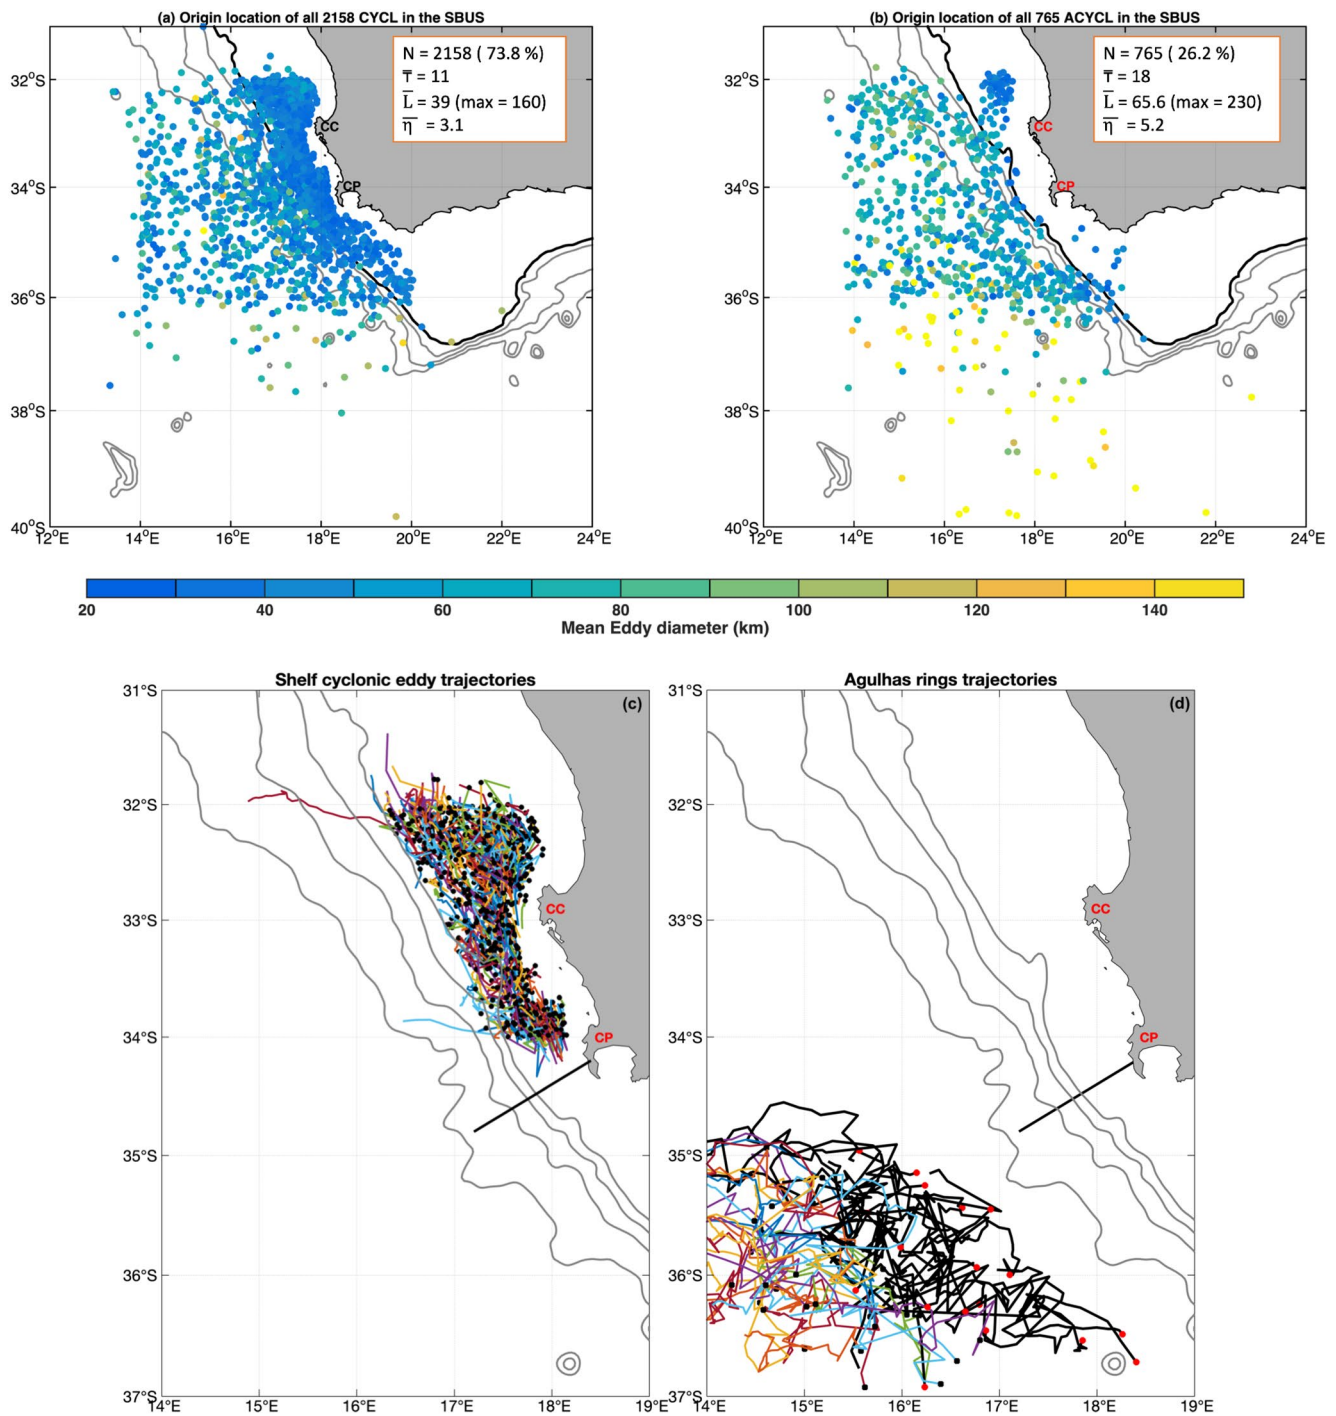 (a) Origin location of all 2158 CYCL in the SBUS
N = 2158 ( 73.8 %)
T̅ = 11
L̅ = 39 (max = 160)
η̅ = 3.1
CC
CP
32°S
34°S
36°S
38°S
40°S
12°E 14°E 16°E 18°E 20°E 22°E 24°E
(b) Origin location of all 765 ACYCL in the SBUS
N = 765 ( 26.2 %)
T̅ = 18
L̅ = 65.6 (max = 230)
η̅ = 5.2
CC
CP
32°S
34°S
36°S
38°S
40°S
12°E 14°E 16°E 18°E 20°E 22°E 24°E
20 40 60 80 100 120 140
Mean Eddy diameter (km)
Shelf cyclonic eddy trajectories
(c)
31°S
32°S
33°S
34°S
35°S
36°S
37°S
CC
CP
14°E 15°E 16°E 17°E 18°E 19°E
Agulhas rings trajectories
(d)
31°S
32°S
33°S
34°S
35°S
36°S
37°S
CC
CP
14°E 15°E 16°E 17°E 18°E 19°E